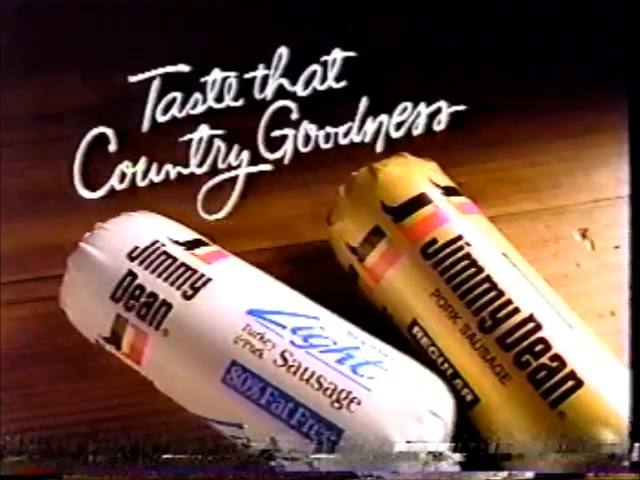 Taste that
Country Goodness
Jimmy
Dean
Light
Turkey
& Pork
Sausage
80% Fat Free
Jimmy Dean
PORK SAUSAGE
REGULAR